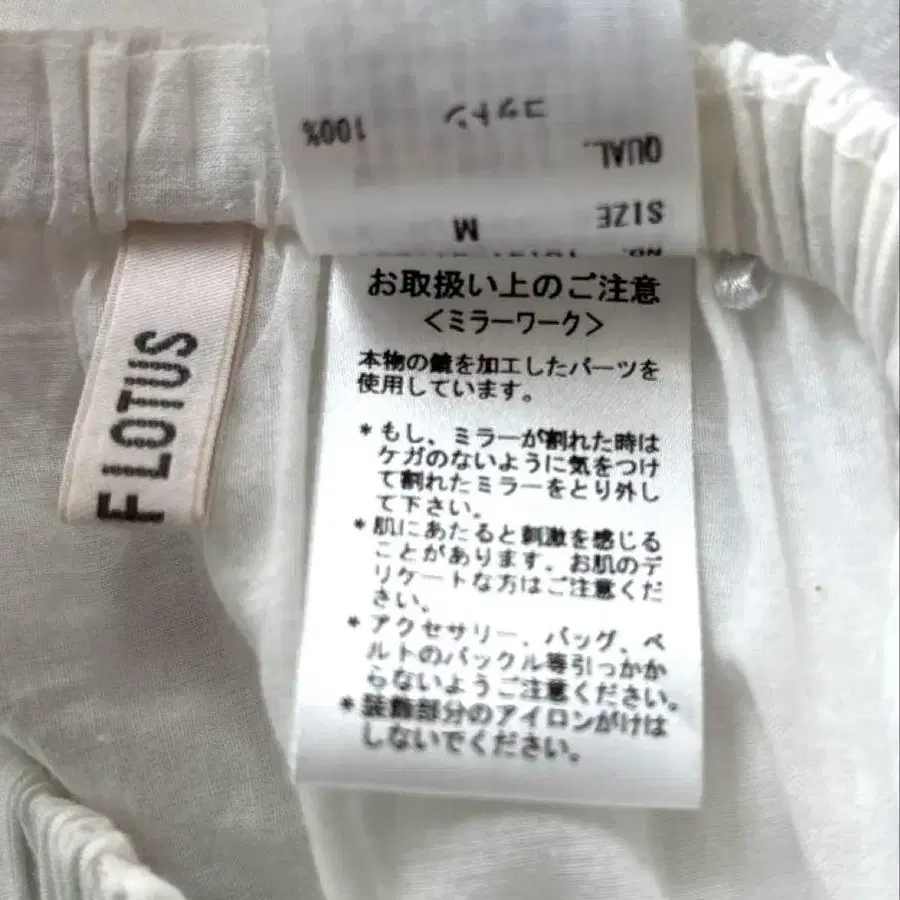 QUAL.
コットン 100%
SIZE M
NO.
F LOTUS
お取扱い上のご注意
<ミラーワーク>
本物の鏡を加工したパーツを
使用しています。
*もし、ミラーが割れた時は
ケガのないように気をつけ
て割れたミラーをとり外し
て下さい。
*肌にあたると刺激を感じる
ことがあります。お肌のデ
リケートな方はご注意くだ
さい。
*アクセサリー、バッグ、ベ
ルトのバックル等引っかか
らないようご注意ください。
*装飾部分のアイロンがけは
しないでください。